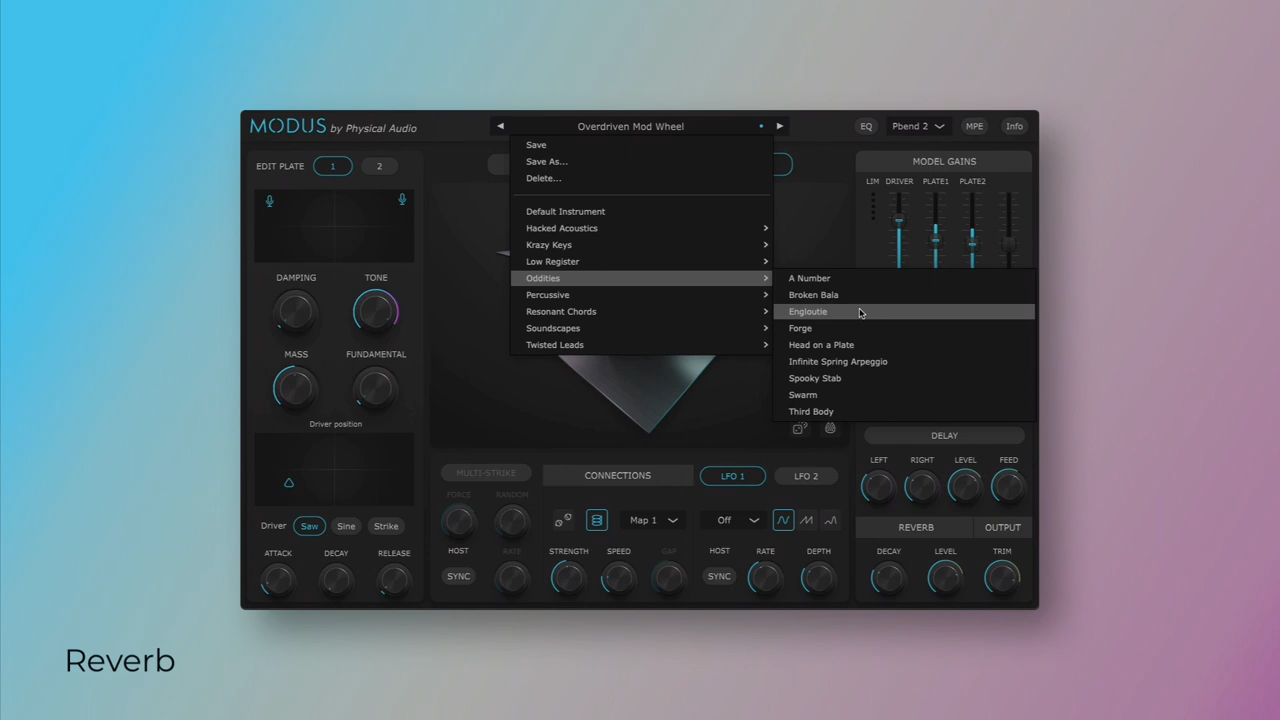 MODUS by Physical Audio
Overdriven Mod Wheel
EQ
Pbend 2
MPE
Info
EDIT PLATE
1
2
DAMPING
TONE
MASS
FUNDAMENTAL
Driver position
Driver
Saw
Sine
Strike
ATTACK
DECAY
RELEASE
Save
Save As...
Delete...
Default Instrument
Hacked Acoustics
Krazy Keys
Low Register
Oddities
Percussive
Resonant Chords
Soundscapes
Twisted Leads
A Number
Broken Bala
Engloutie
Forge
Head on a Plate
Infinite Spring Arpeggio
Spooky Stab
Swarm
Third Body
MULTI-STRIKE
FORCE
RANDOM
HOST
RATE
SYNC
CONNECTIONS
Map 1
STRENGTH
SPEED
GAP
LFO 1
LFO 2
Off
HOST
RATE
DEPTH
SYNC
MODEL GAINS
LIM
DRIVER
PLATE1
PLATE2
DELAY
LEFT
RIGHT
LEVEL
FEED
REVERB
OUTPUT
DECAY
LEVEL
TRIM
Reverb